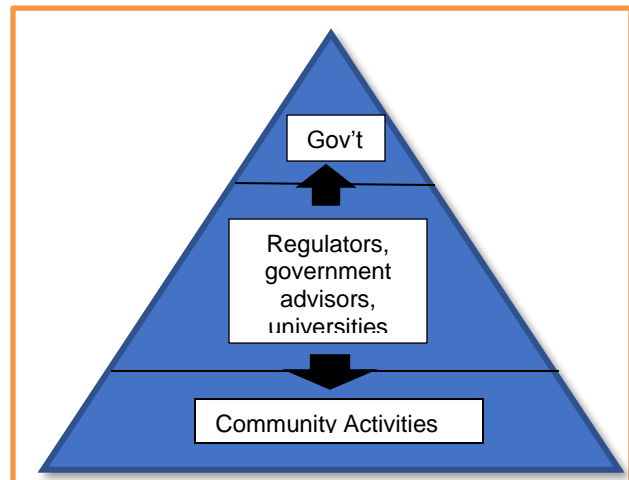 Gov’t
Regulators,
government
advisors,
universities
Community Activities